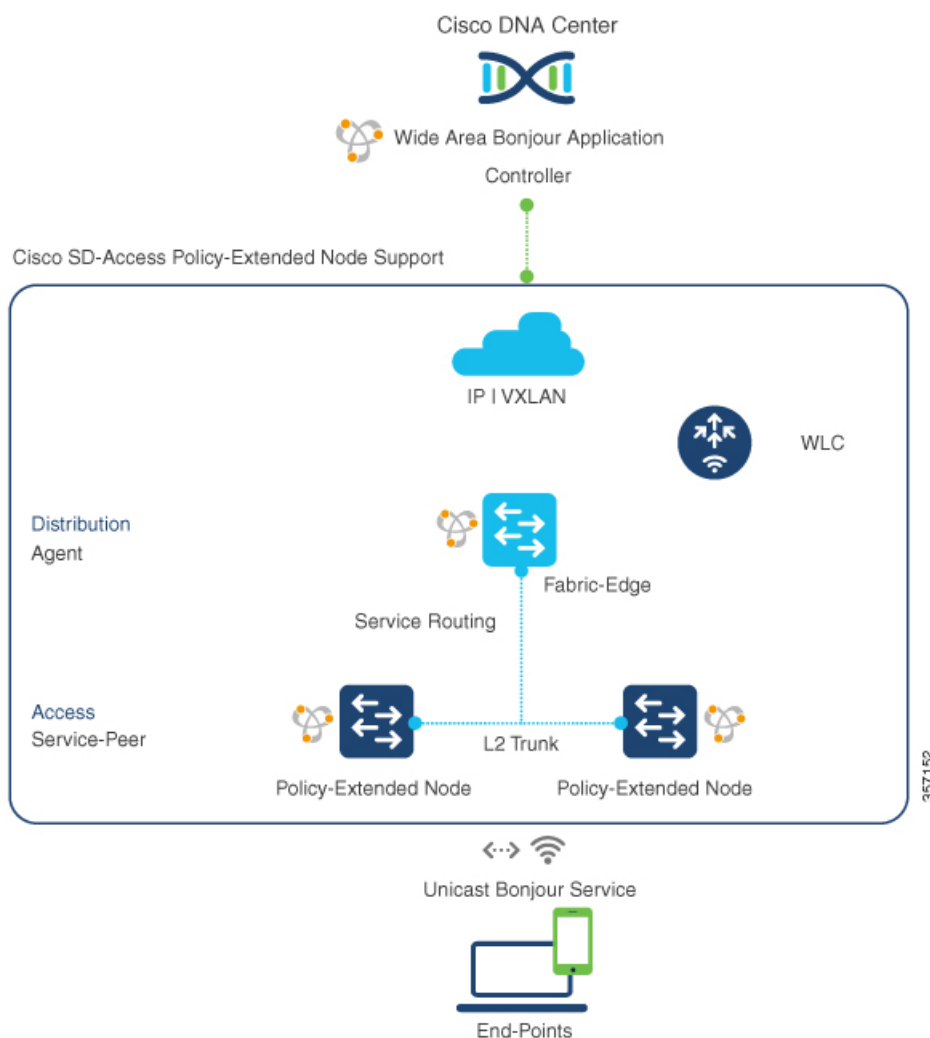 Cisco DNA Center
Wide Area Bonjour Application
Controller
Cisco SD-Access Policy-Extended Node Support
IP | VXLAN
WLC
Distribution
Agent
Fabric-Edge
Service Routing
Access
Service-Peer
L2 Trunk
Policy-Extended Node
Policy-Extended Node
357152
Unicast Bonjour Service
End-Points